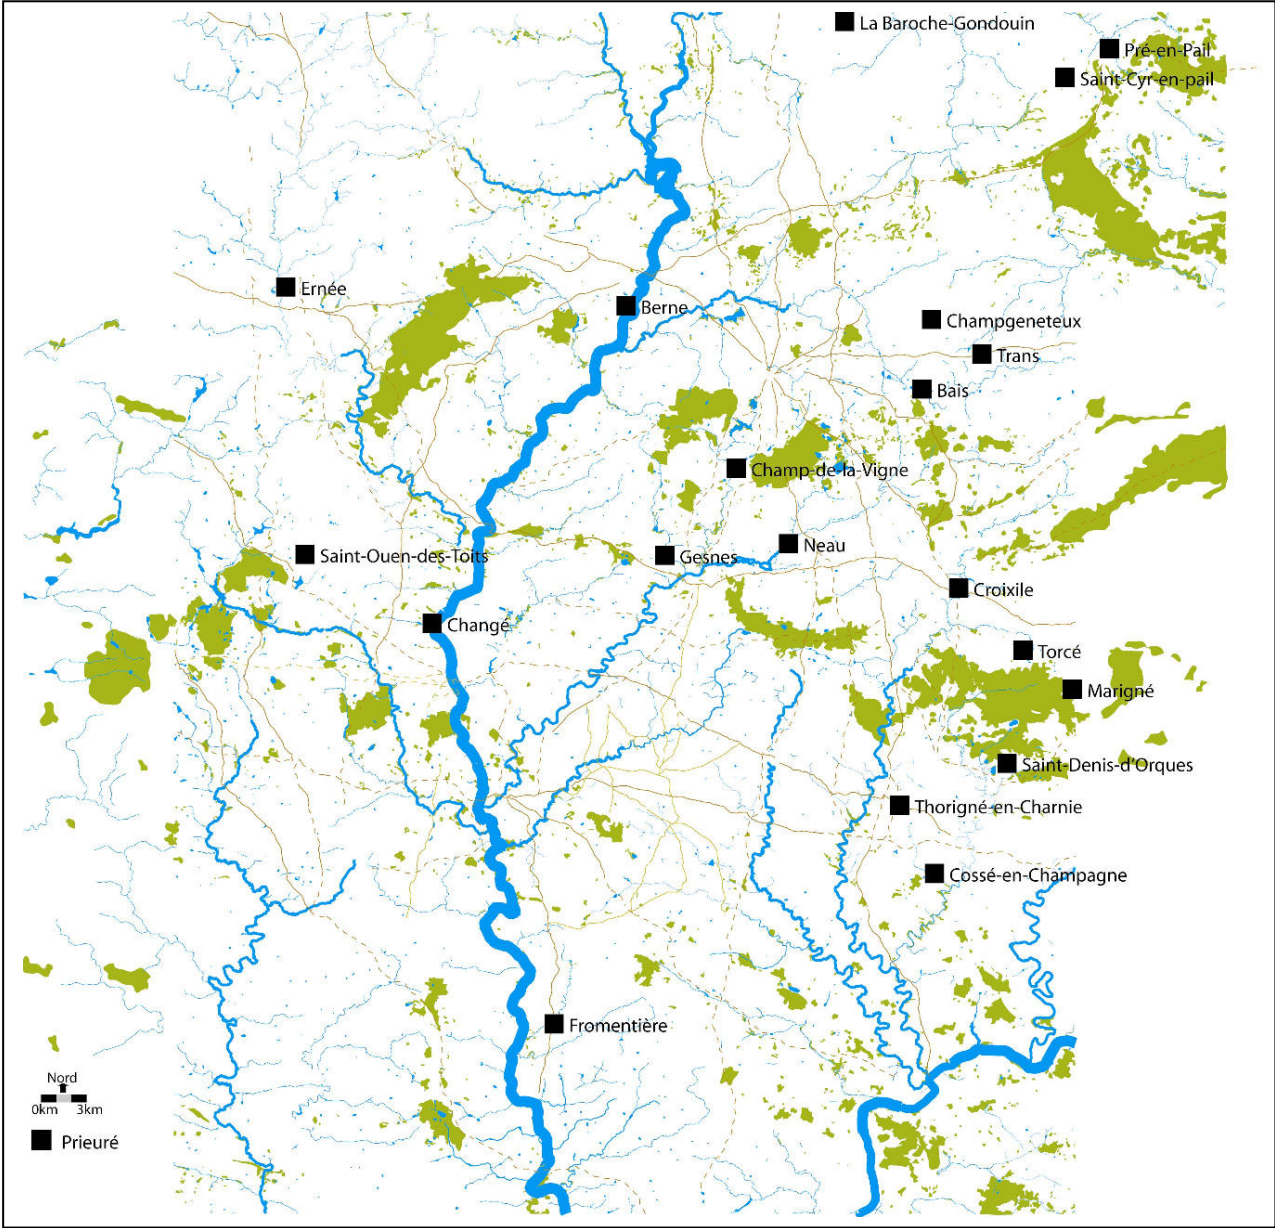 La Baroche-Gondouin
Pré-en-Pail
Saint-Cyr-en-pail
Ernée
Berne
Champgeneteux
Trans
Bais
Champ-de-la-Vigne
Neau
Saint-Ouen-des-Toits
Gesnes
Croixile
Changé
Torcé
Marigné
Saint-Denis-d'Orques
Thorigné-en-Charnie
Cossé-en-Champagne
Fromentière
Nord
0km 3km
Prieuré